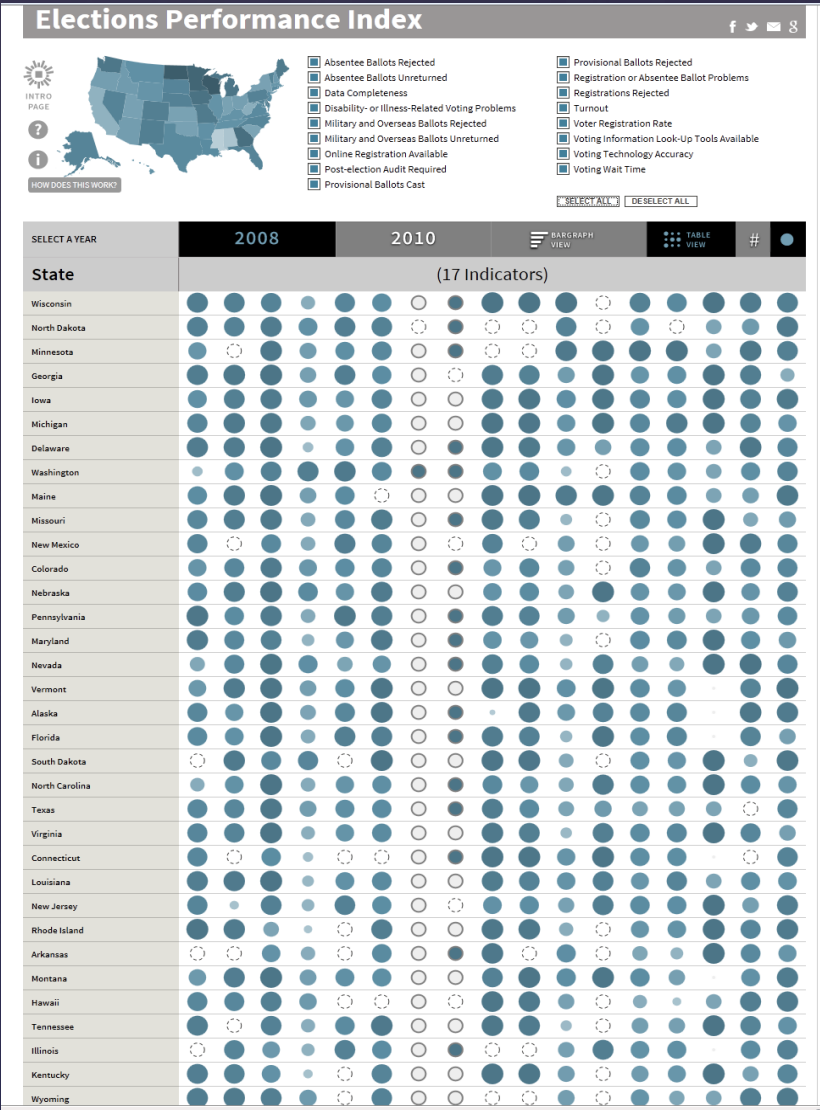 Elections Performance Index
f g
INTRO
PAGE
?
i
HOW DOES THIS WORK?
Absentee Ballots Rejected
Absentee Ballots Unreturned
Data Completeness
Disability- or Illness-Related Voting Problems
Military and Overseas Ballots Rejected
Military and Overseas Ballots Unreturned
Online Registration Available
Post-election Audit Required
Provisional Ballots Cast
Provisional Ballots Rejected
Registration or Absentee Ballot Problems
Registrations Rejected
Turnout
Voter Registration Rate
Voting Information Look-Up Tools Available
Voting Technology Accuracy
Voting Wait Time
SELECT ALL DESELECT ALL
SELECT A YEAR 2008 2010 BARGRAPH VIEW TABLE VIEW #
State (17 Indicators)
Wisconsin
North Dakota
Minnesota
Georgia
Iowa
Michigan
Delaware
Washington
Maine
Missouri
New Mexico
Colorado
Nebraska
Pennsylvania
Maryland
Nevada
Vermont
Alaska
Florida
South Dakota
North Carolina
Texas
Virginia
Connecticut
Louisiana
New Jersey
Rhode Island
Arkansas
Montana
Hawaii
Tennessee
Illinois
Kentucky
Wyoming